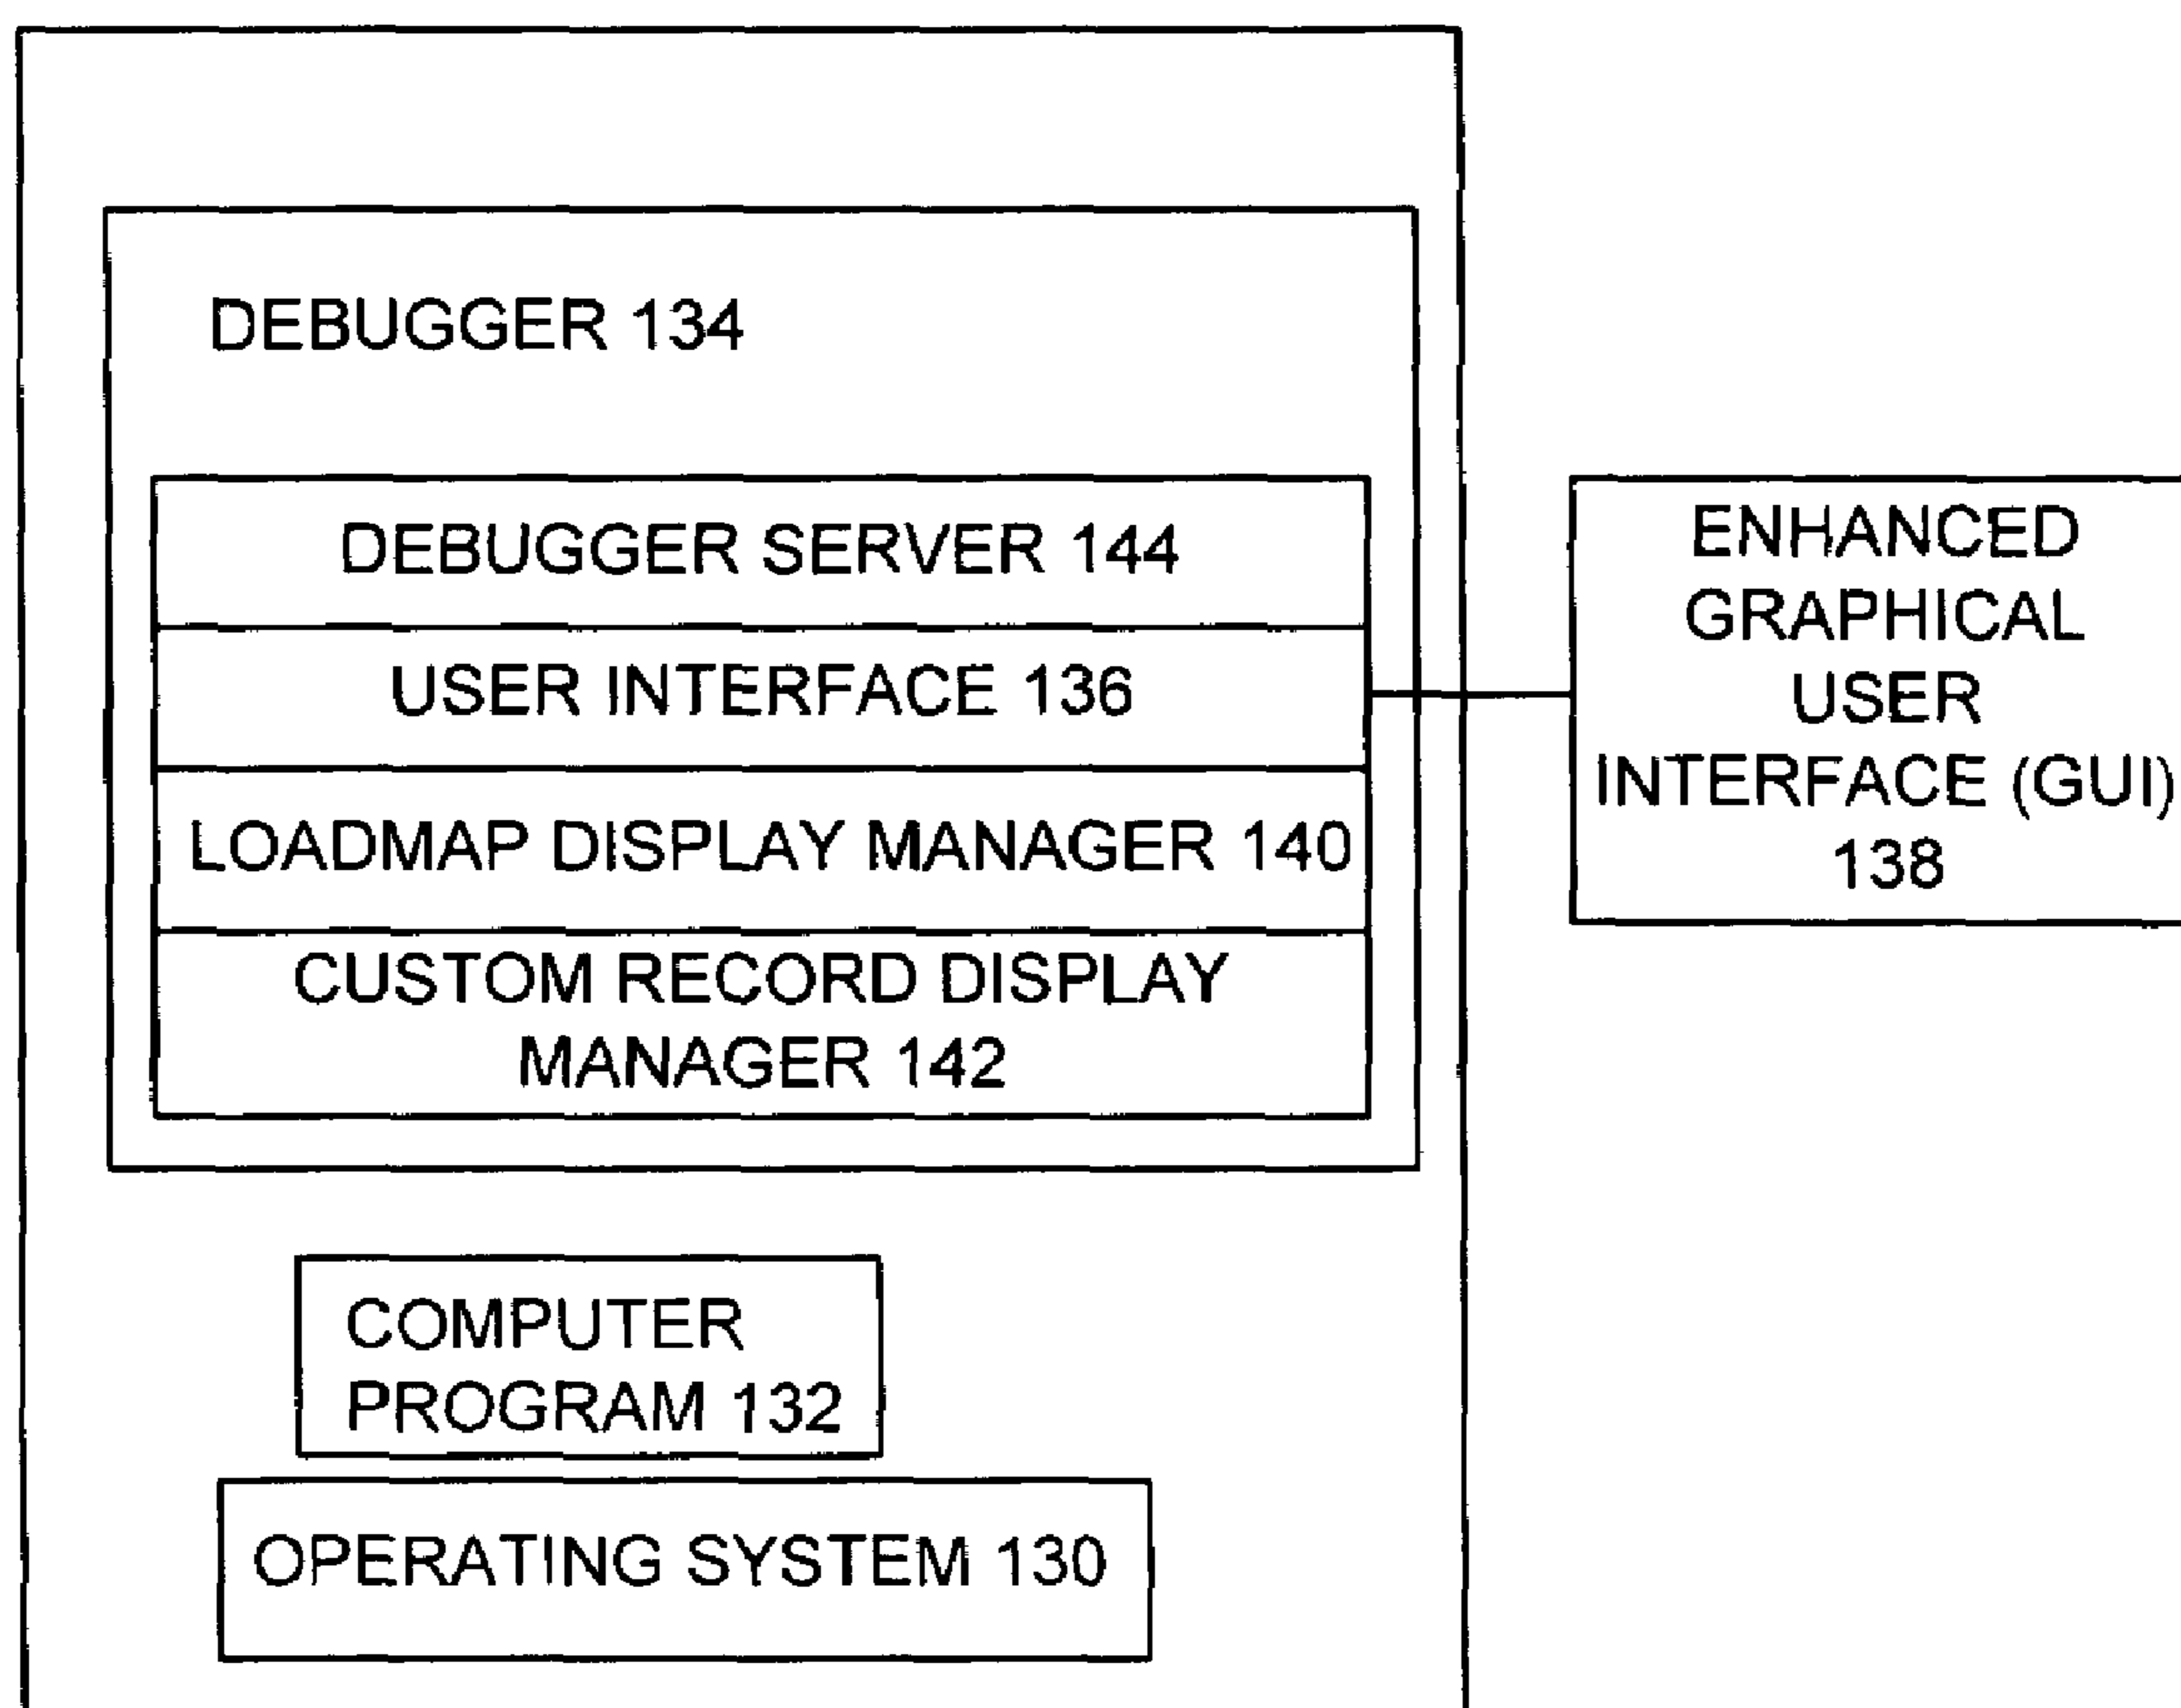 DEBUGGER 134
DEBUGGER SERVER 144
USER INTERFACE 136
LOADMAP DISPLAY MANAGER 140
CUSTOM RECORD DISPLAY
MANAGER 142
ENHANCED
GRAPHICAL
USER
INTERFACE (GUI)
138
COMPUTER
PROGRAM 132
OPERATING SYSTEM 130